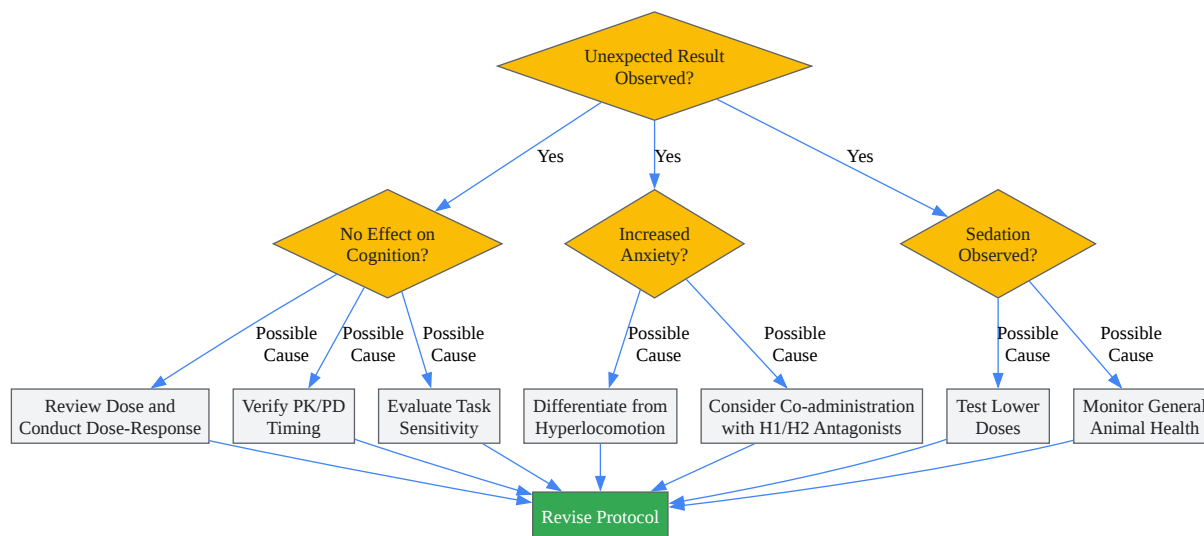 Unexpected Result
Observed?
Yes
Yes
Yes
No Effect on
Cognition?
Increased
Anxiety?
Sedation
Observed?
Possible
Cause
Possible
Cause
Possible
Cause
Possible
Cause
Possible
Cause
Possible
Cause
Possible
Cause
Review Dose and
Conduct Dose-Response
Verify PK/PD
Timing
Evaluate Task
Sensitivity
Differentiate from
Hyperlocomotion
Consider Co-administration
with H1/H2 Antagonists
Test Lower
Doses
Monitor General
Animal Health
Revise Protocol